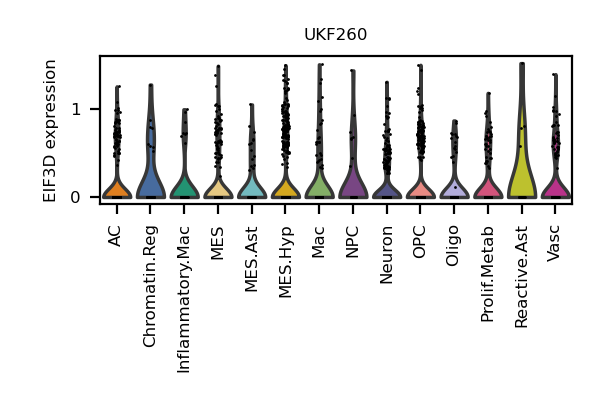 UKF260
EIF3D expression
1
0
AC
Chromatin.Reg
Inflammatory.Mac
MES
MES.Ast
MES.Hyp
Mac
NPC
Neuron
OPC
Oligo
Prolif.Metab
Reactive.Ast
Vasc